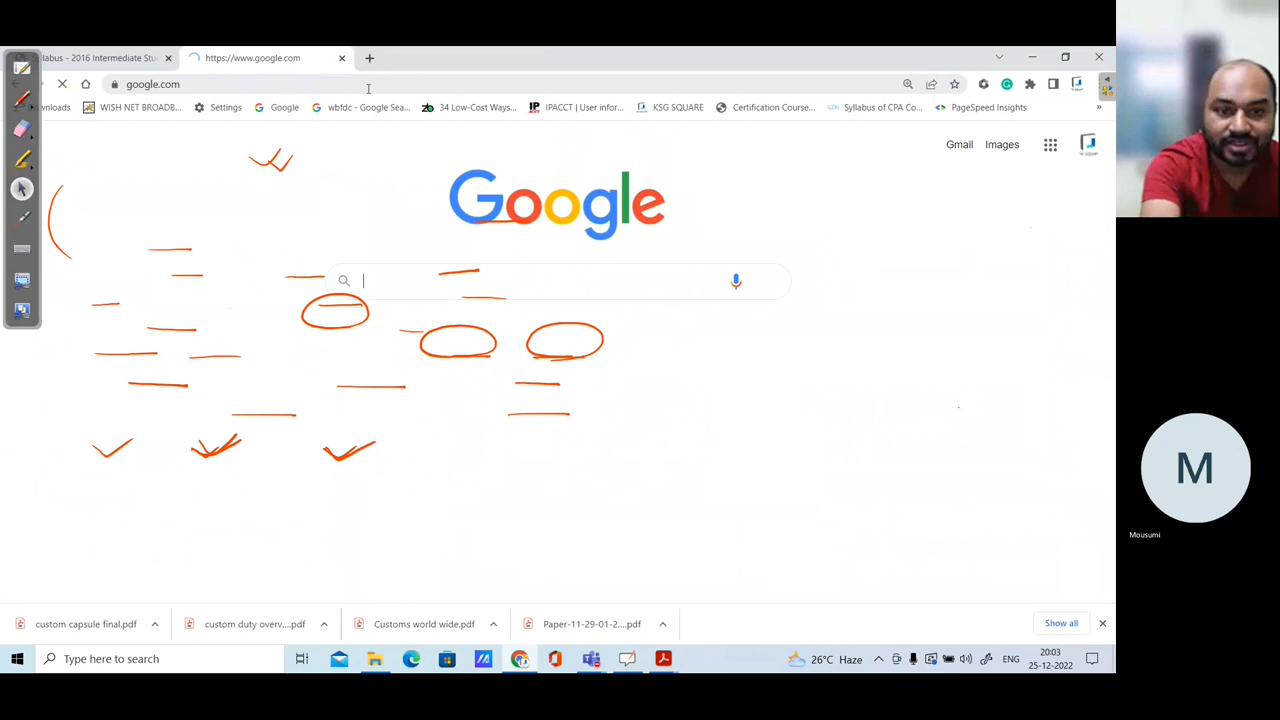 llabus - 2016 Intermediate Stu
https://www.google.com
google.com
wnloads
WISH NET BROADB...
Settings
Google
wbfdc - Google Sea...
34 Low-Cost Ways...
IPACCT | User infor...
KSG SQUARE
Certification Course...
Syllabus of CPA Co...
PageSpeed Insights
»
Gmail
Images
Google
M
Mousumi
custom capsule final.pdf
custom duty overv....pdf
Customs world wide.pdf
Paper-11-29-01-2....pdf
Show all
Type here to search
26°C Haze
ENG
20:03
25-12-2022